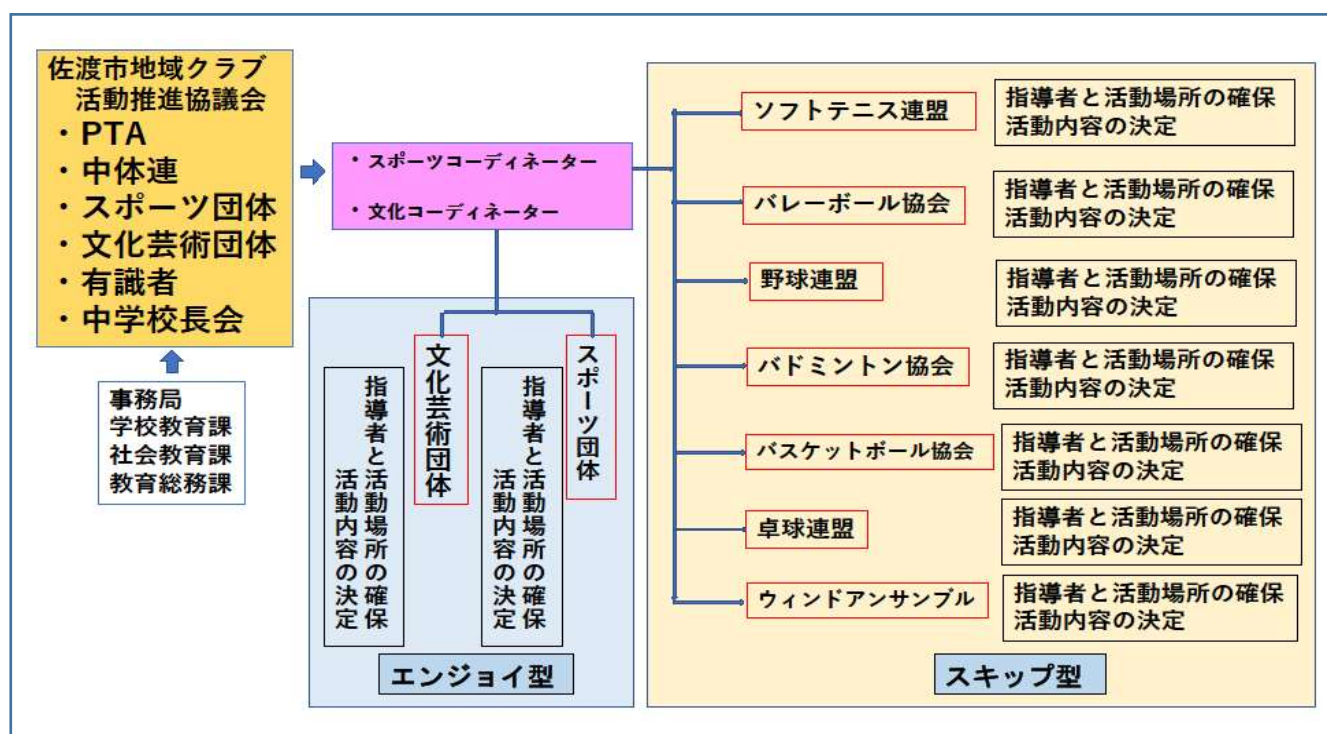 佐渡市地域クラブ
活動推進協議会
・PTA
・中体連
・スポーツ団体
・文化芸術団体
・有識者
・中学校長会
事務局
学校教育課
社会教育課
教育総務課
・スポーツコーディネーター
・文化コーディネーター
スポーツ団体
指導者と活動場所の確保
活動内容の決定
文化芸術団体
指導者と活動場所の確保
活動内容の決定
エンジョイ型
ソフトテニス連盟
指導者と活動場所の確保
活動内容の決定
バレーボール協会
指導者と活動場所の確保
活動内容の決定
野球連盟
指導者と活動場所の確保
活動内容の決定
バドミントン協会
指導者と活動場所の確保
活動内容の決定
バスケットボール協会
指導者と活動場所の確保
活動内容の決定
卓球連盟
指導者と活動場所の確保
活動内容の決定
ウィンドアンサンブル
指導者と活動場所の確保
活動内容の決定
スキップ型